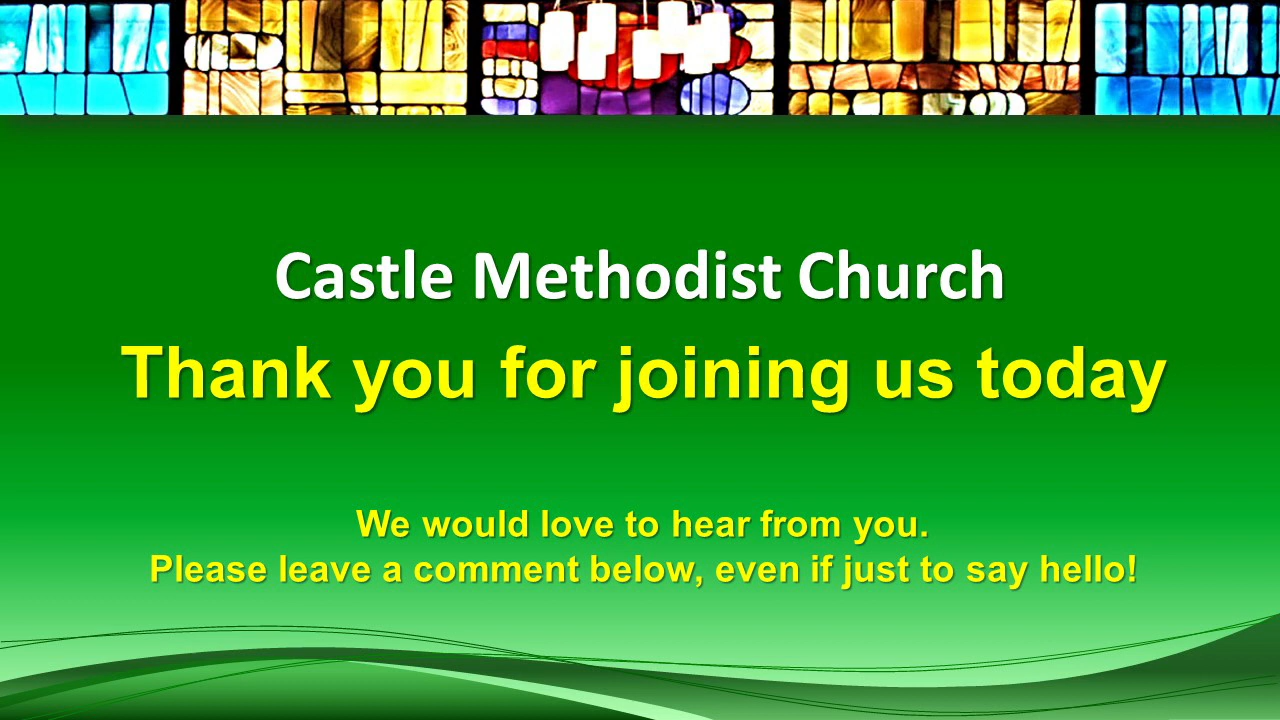 Castle Methodist Church
Thank you for joining us today
We would love to hear from you.
Please leave a comment below, even if just to say hello!